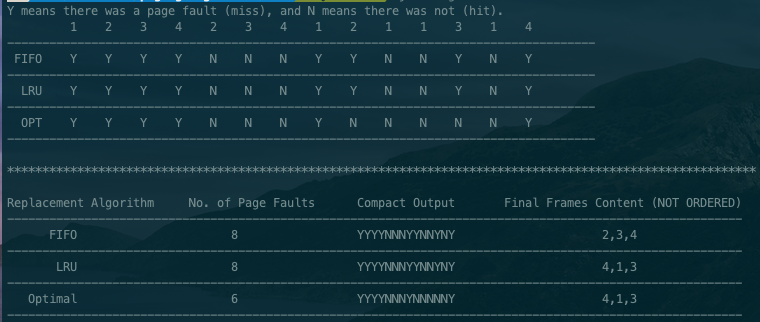 Y means there was a page fault (miss), and N means there was not (hit).
1 2 3 4 2 3 4 1 2 1 1 3 1 4
FIFO Y Y Y Y N N N Y Y N N Y N Y
LRU Y Y Y Y N N N Y Y N N Y N Y
OPT Y Y Y Y N N N Y N N N N N Y
************************************************************************************************************
Replacement Algorithm No. of Page Faults Compact Output Final Frames Content (NOT ORDERED)
FIFO 8 YYYYNNNYYNNYNY 2,3,4
LRU 8 YYYYNNNYYNNYNY 4,1,3
Optimal 6 YYYYNNNYNNNNNY 4,1,3